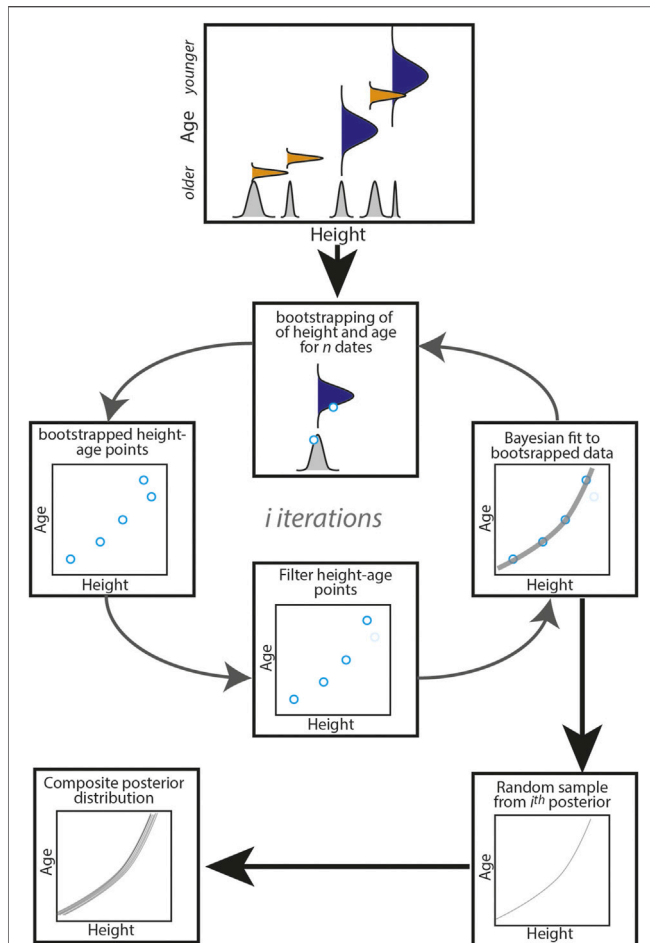 younger
Age
older
Height
bootstrapping of
of height and age
for n dates
bootstrapped height-
age points
Age
Height
Bayesian fit to
bootsrapped data
Age
Height
i iterations
Filter height-age
points
Age
Height
Composite posterior
distribution
Age
Height
Random sample
from iᵗʰ posterior
Age
Height